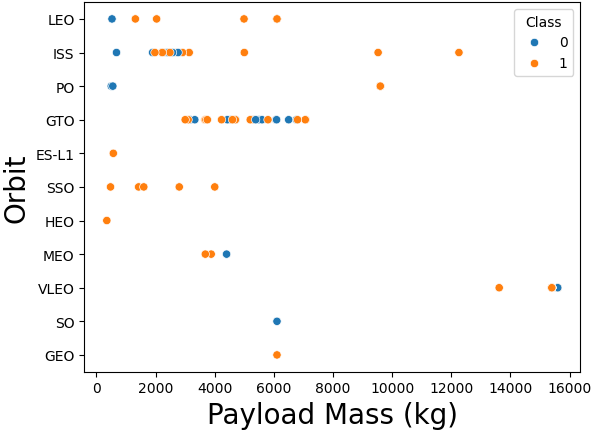 LEO
ISS
PO
GTO
ES-L1
SSO
HEO
MEO
VLEO
SO
GEO
Orbit
Class
0
1
0 2000 4000 6000 8000 10000 12000 14000 16000
Payload Mass (kg)